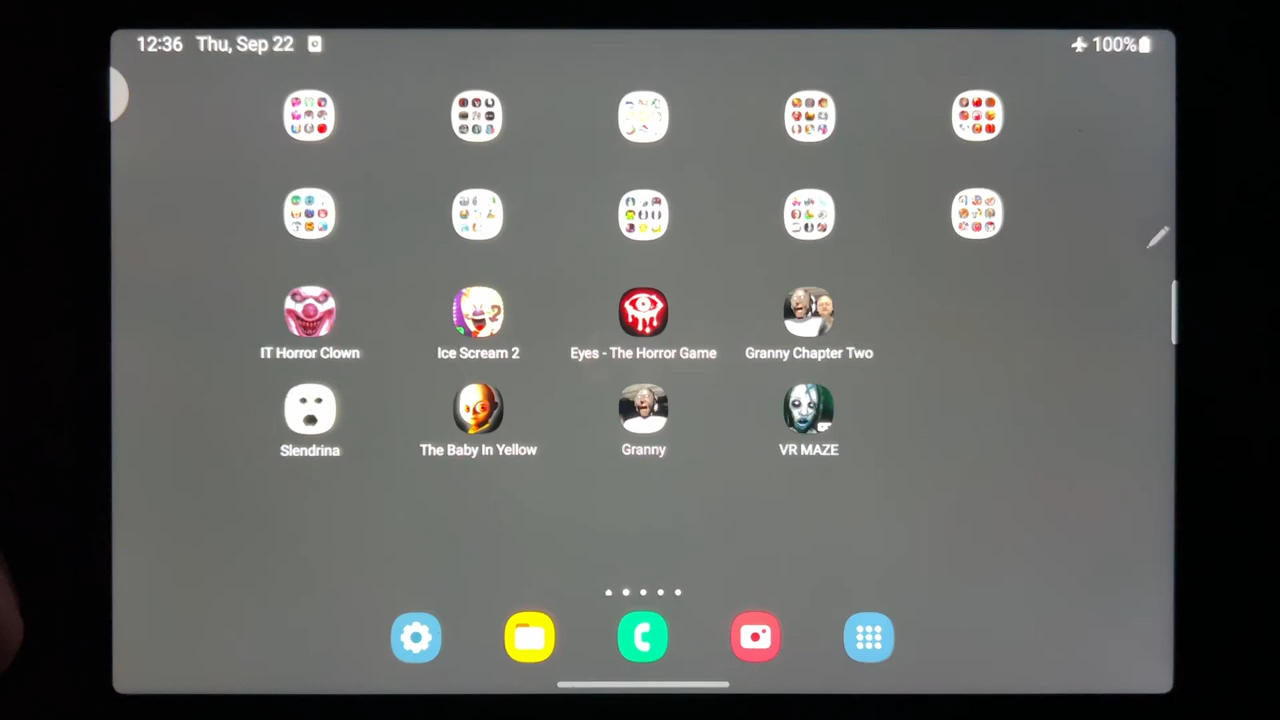 12:36 Thu, Sep 22
100%
IT Horror Clown
Ice Scream 2
Eyes - The Horror Game
Granny Chapter Two
Slendrina
The Baby In Yellow
Granny
VR MAZE